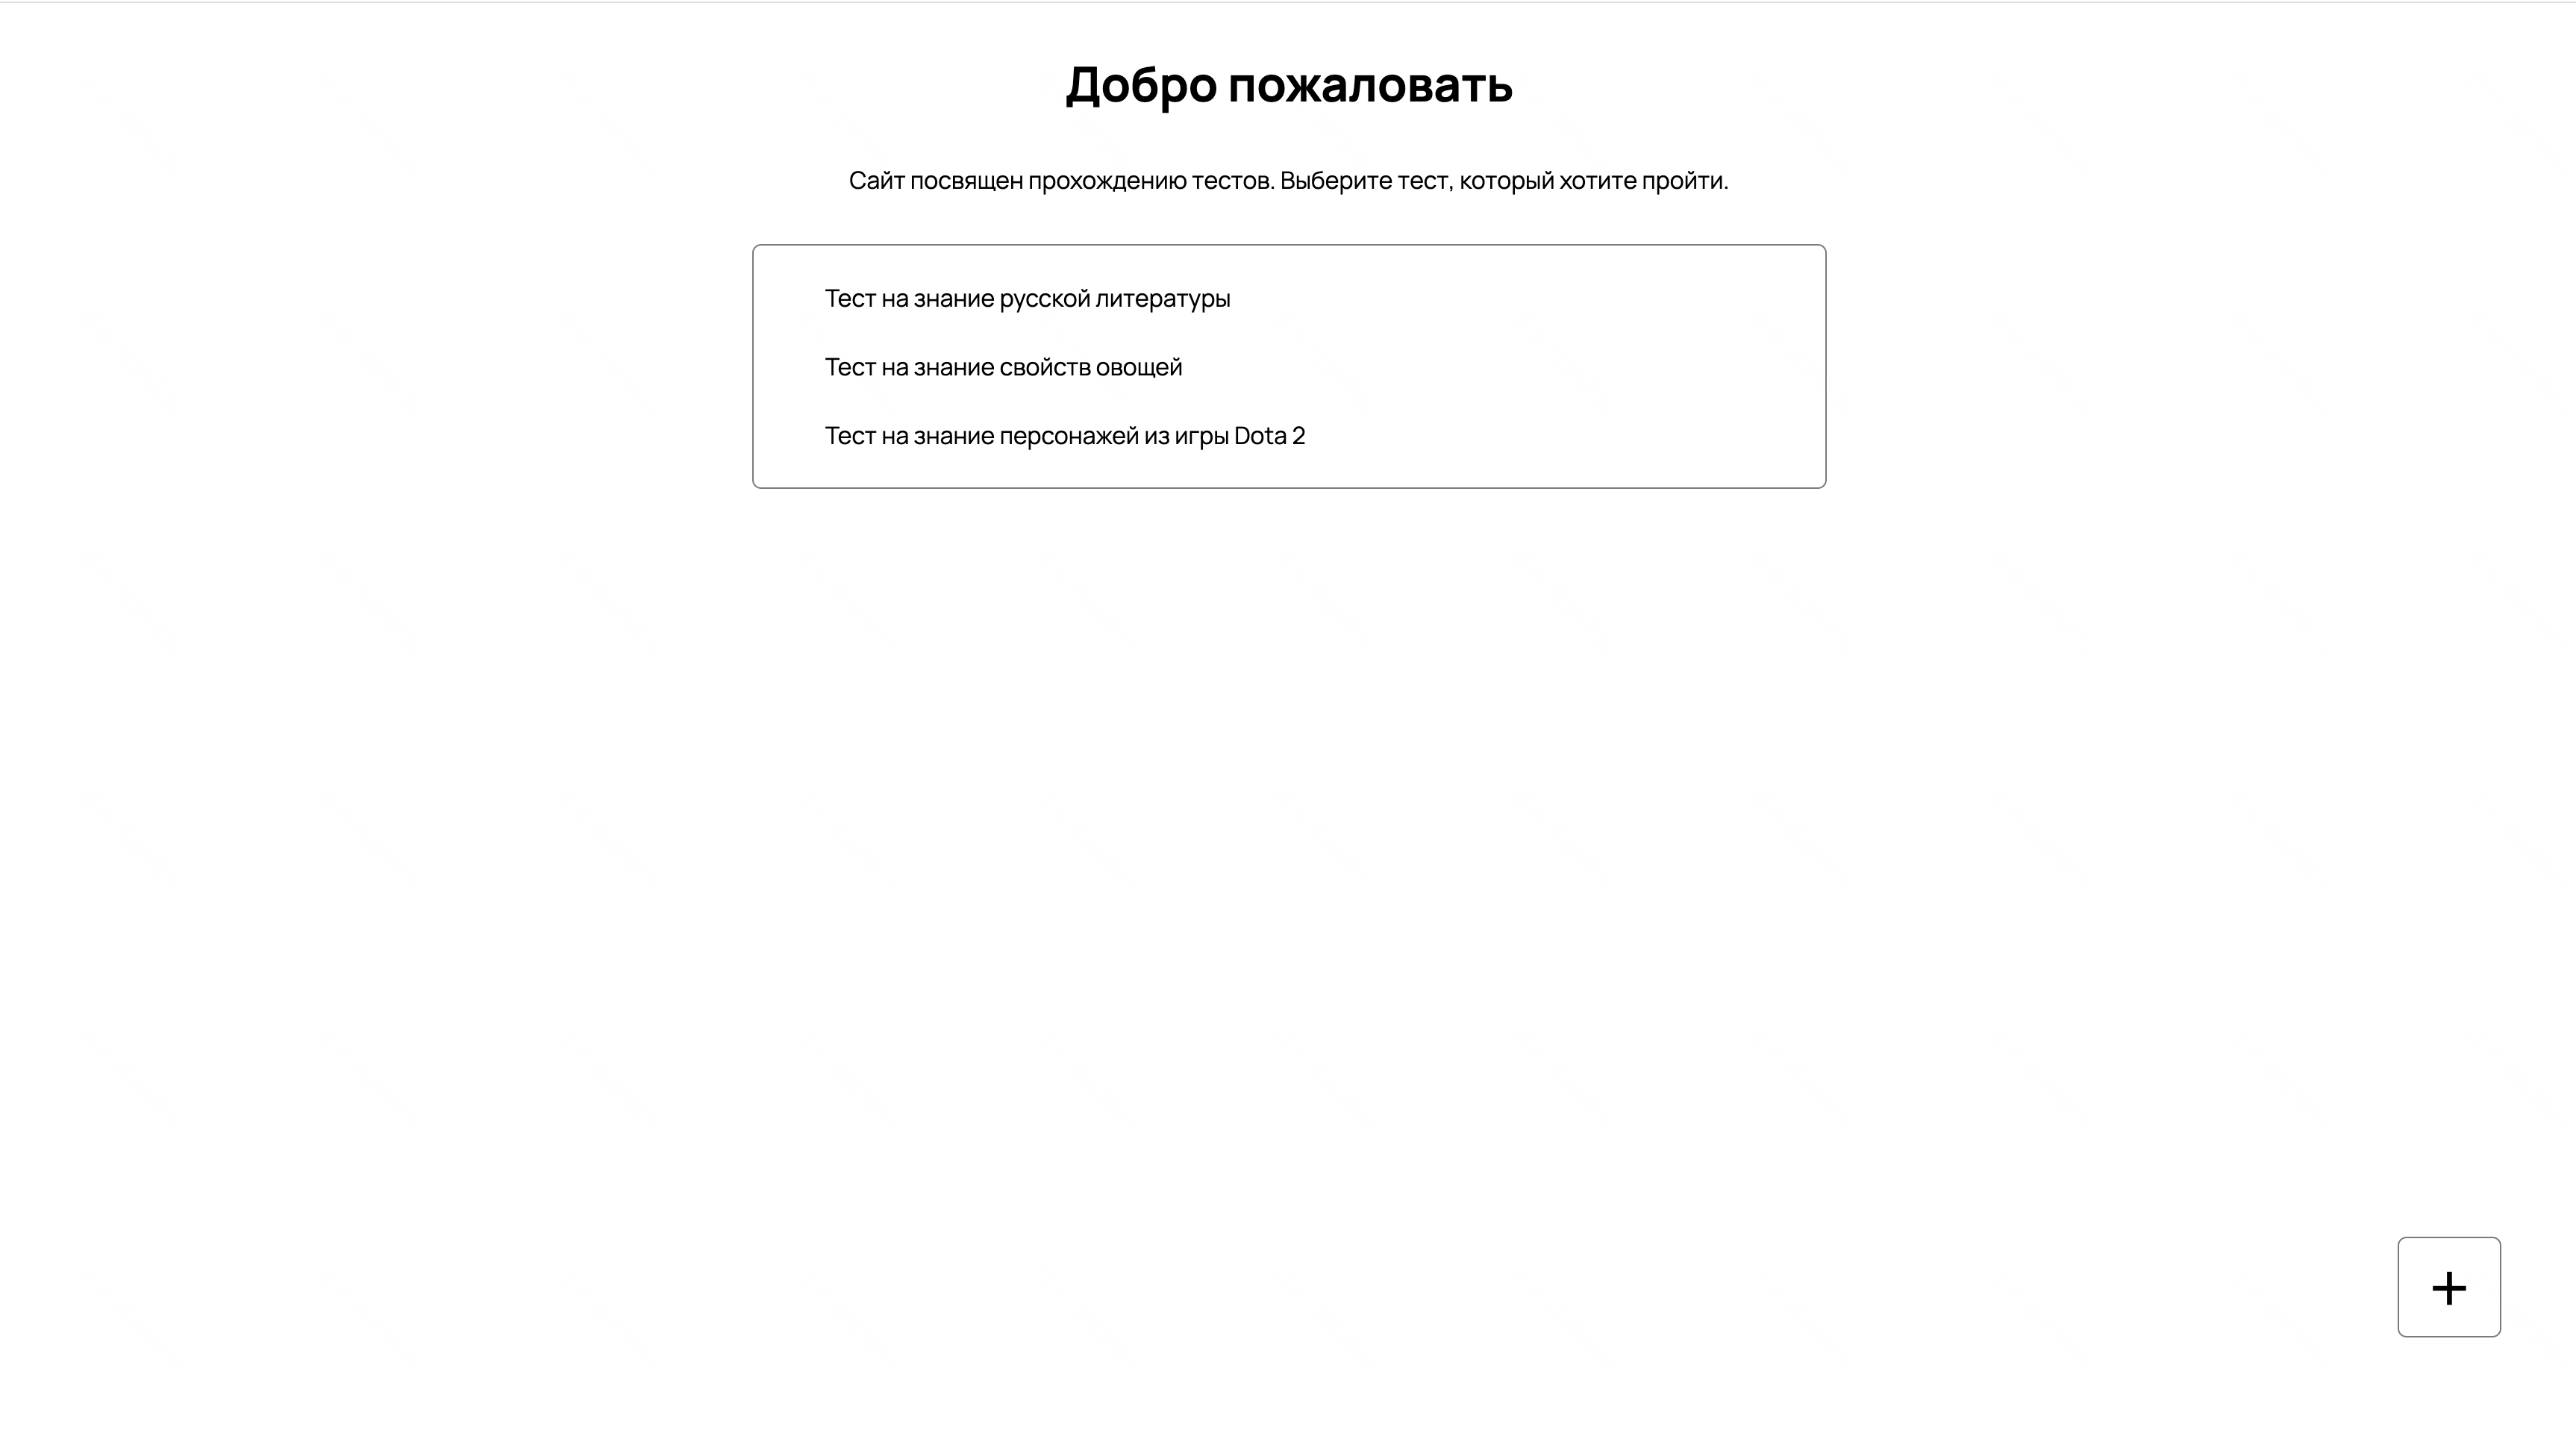 Добро пожаловать
Сайт посвящен прохождению тестов. Выберите тест, который хотите пройти.
Тест на знание русской литературы
Тест на знание свойств овощей
Тест на знание персонажей из игры Dota 2
+